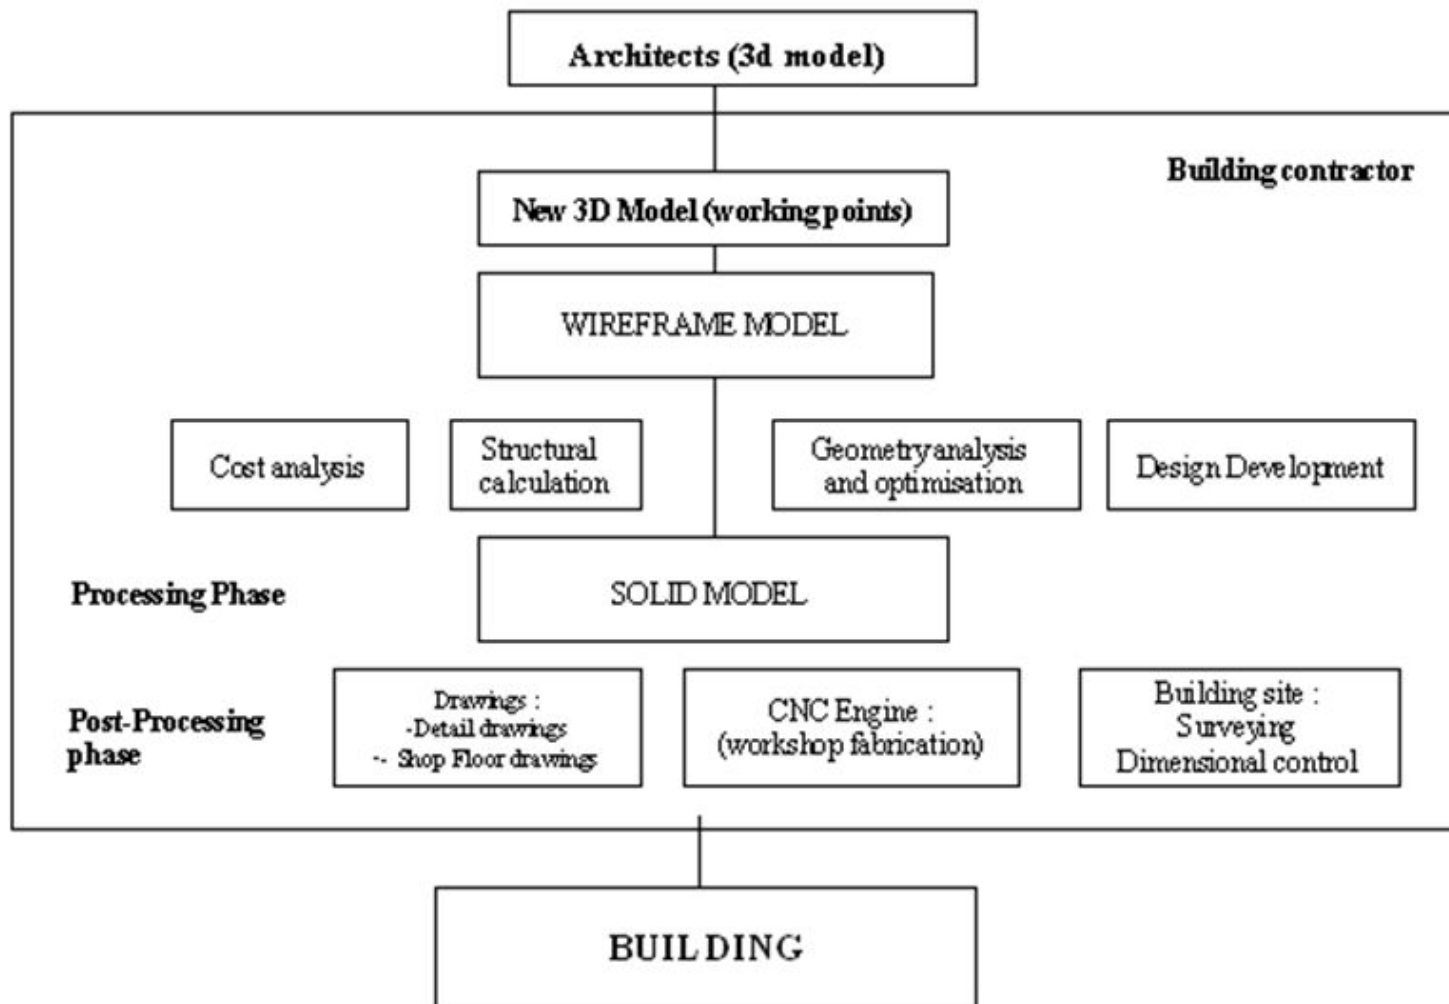 Architects (3d model)
Building contractor
New 3D Model (working points)
WIREFRAME MODEL
Cost analysis
Structural
calculation
Geometry analysis
and optimisation
Design Development
Processing Phase
SOLID MODEL
Post-Processing
phase
Drawings :
-Detail drawings
-- Shop Floor drawings
CNC Engine :
(workshop fabrication)
Building site :
Surveying
Dimensional control
BUILDING